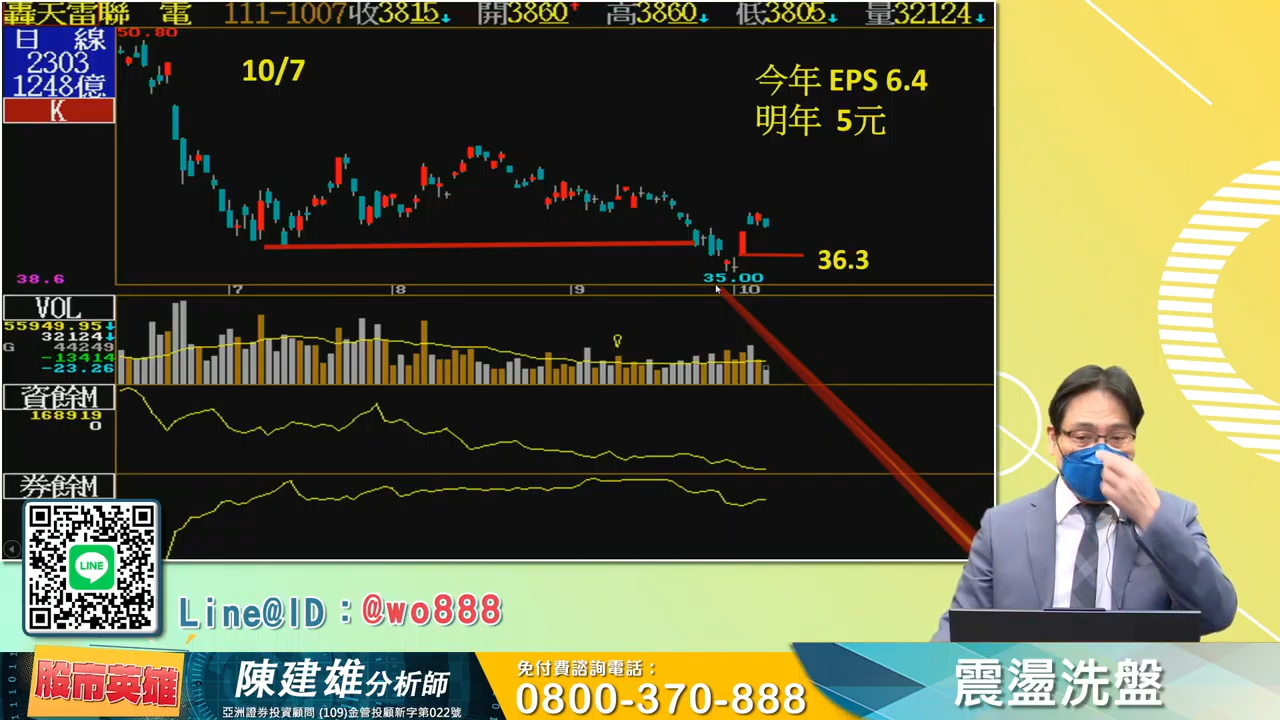 轟天雷聯 電 111-1007收3815↓ 開3860↑ 高3860↓ 低3805↓ 量32124↓
日 線
2303
1248億
K
50.80
10/7
今年 EPS 6.4
明年 5元
36.3
38.6
35.00
7 8 9 10
VOL
55949.95↓
32124↓
G 44249
-13414
-23.26
資餘M
168919
0
券餘M
LINE
Line@ID：@wo888
股市英雄
陳建雄分析師
亞洲證券投資顧問 (109)金管投顧新字第022號
免付費諮詢電話：
0800-370-888
震盪洗盤